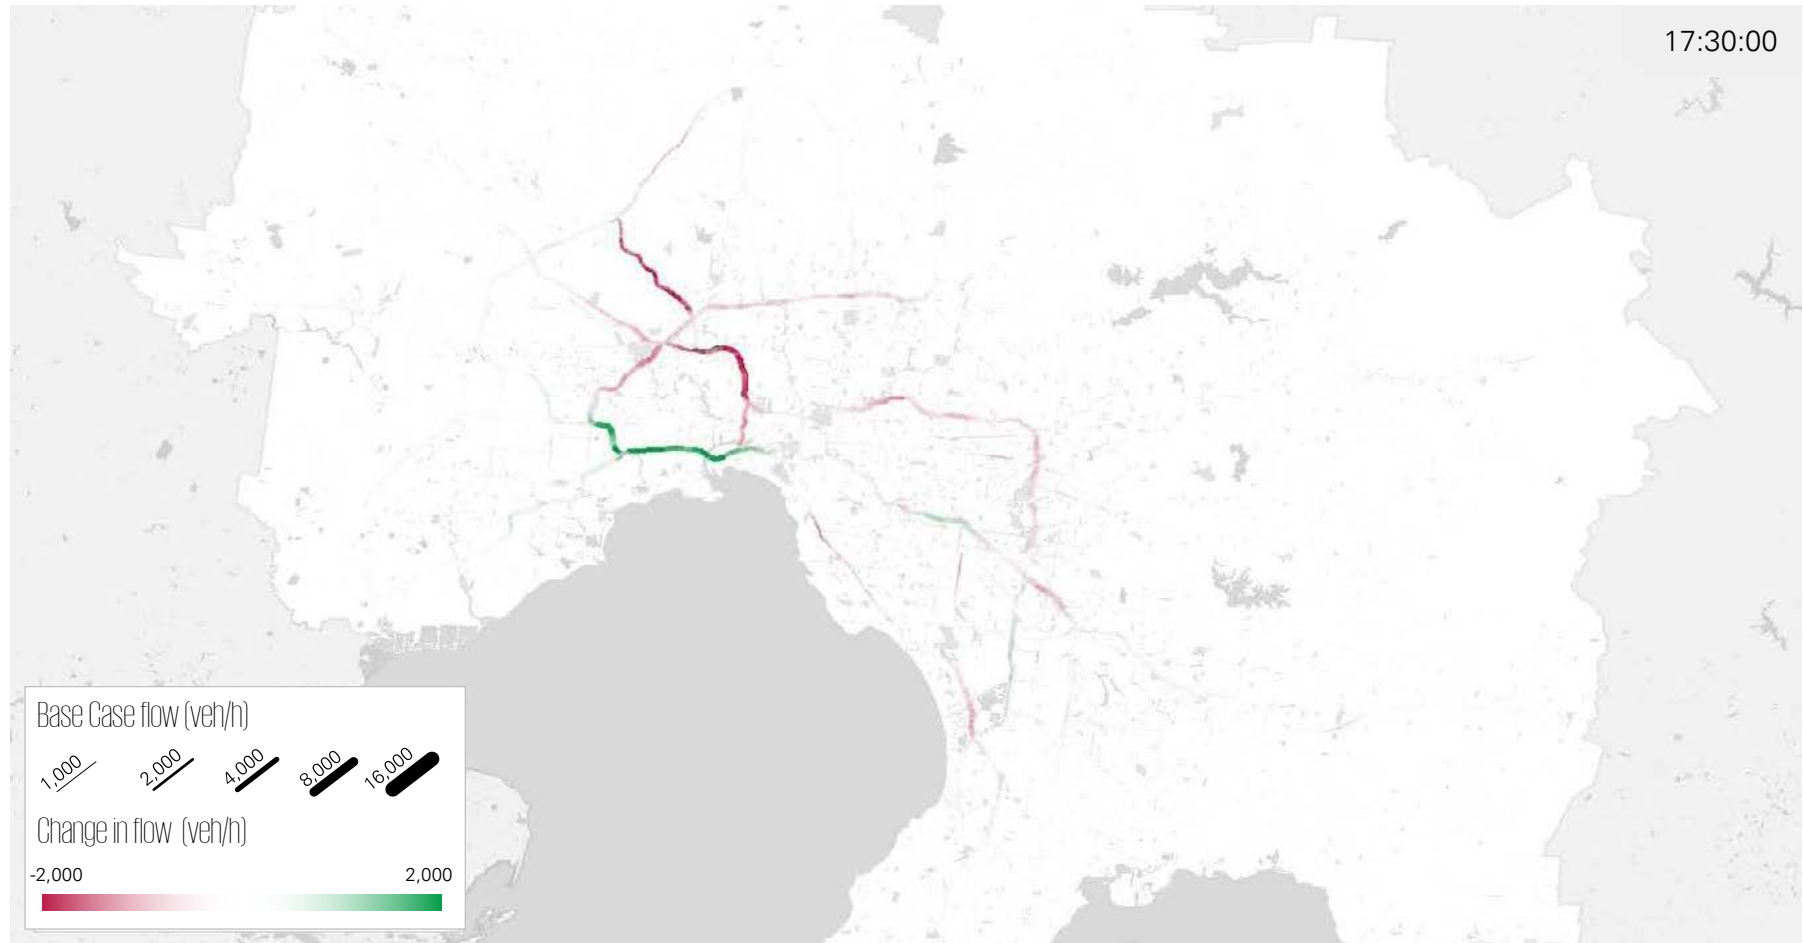 17:30:00
Base Case flow (veh/h)
1,000 2,000 4,000 8,000 16,000
Change in flow (veh/h)
-2,000 2,000